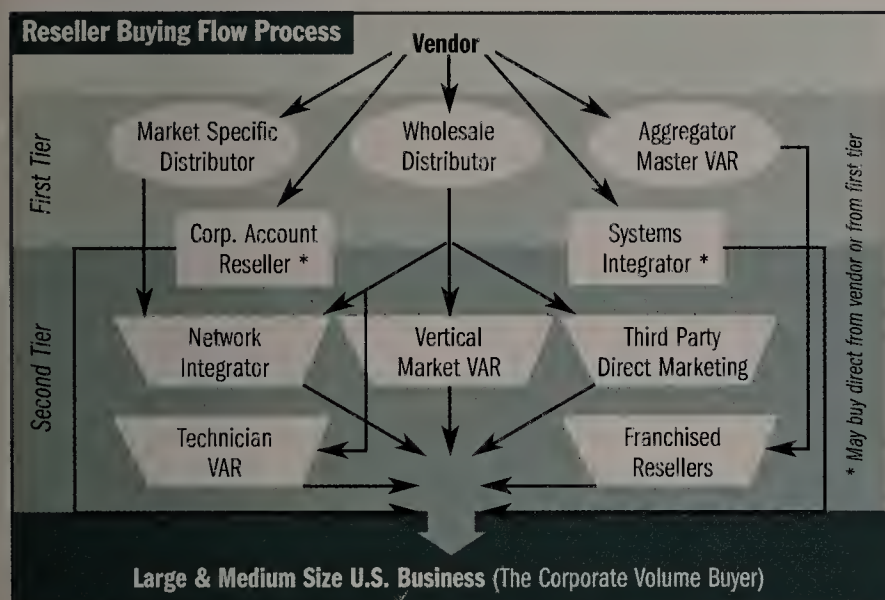 Reseller Buying Flow Process
Vendor
First Tier
Market Specific
Distributor
Wholesale
Distributor
Aggregator
Master VAR
Corp. Account
Reseller *
Systems
Integrator *
Second Tier
Network
Integrator
Vertical
Market VAR
Third Party
Direct Marketing
Technician
VAR
Franchised
Resellers
* May buy direct from vendor or from first tier
Large & Medium Size U.S. Business (The Corporate Volume Buyer)